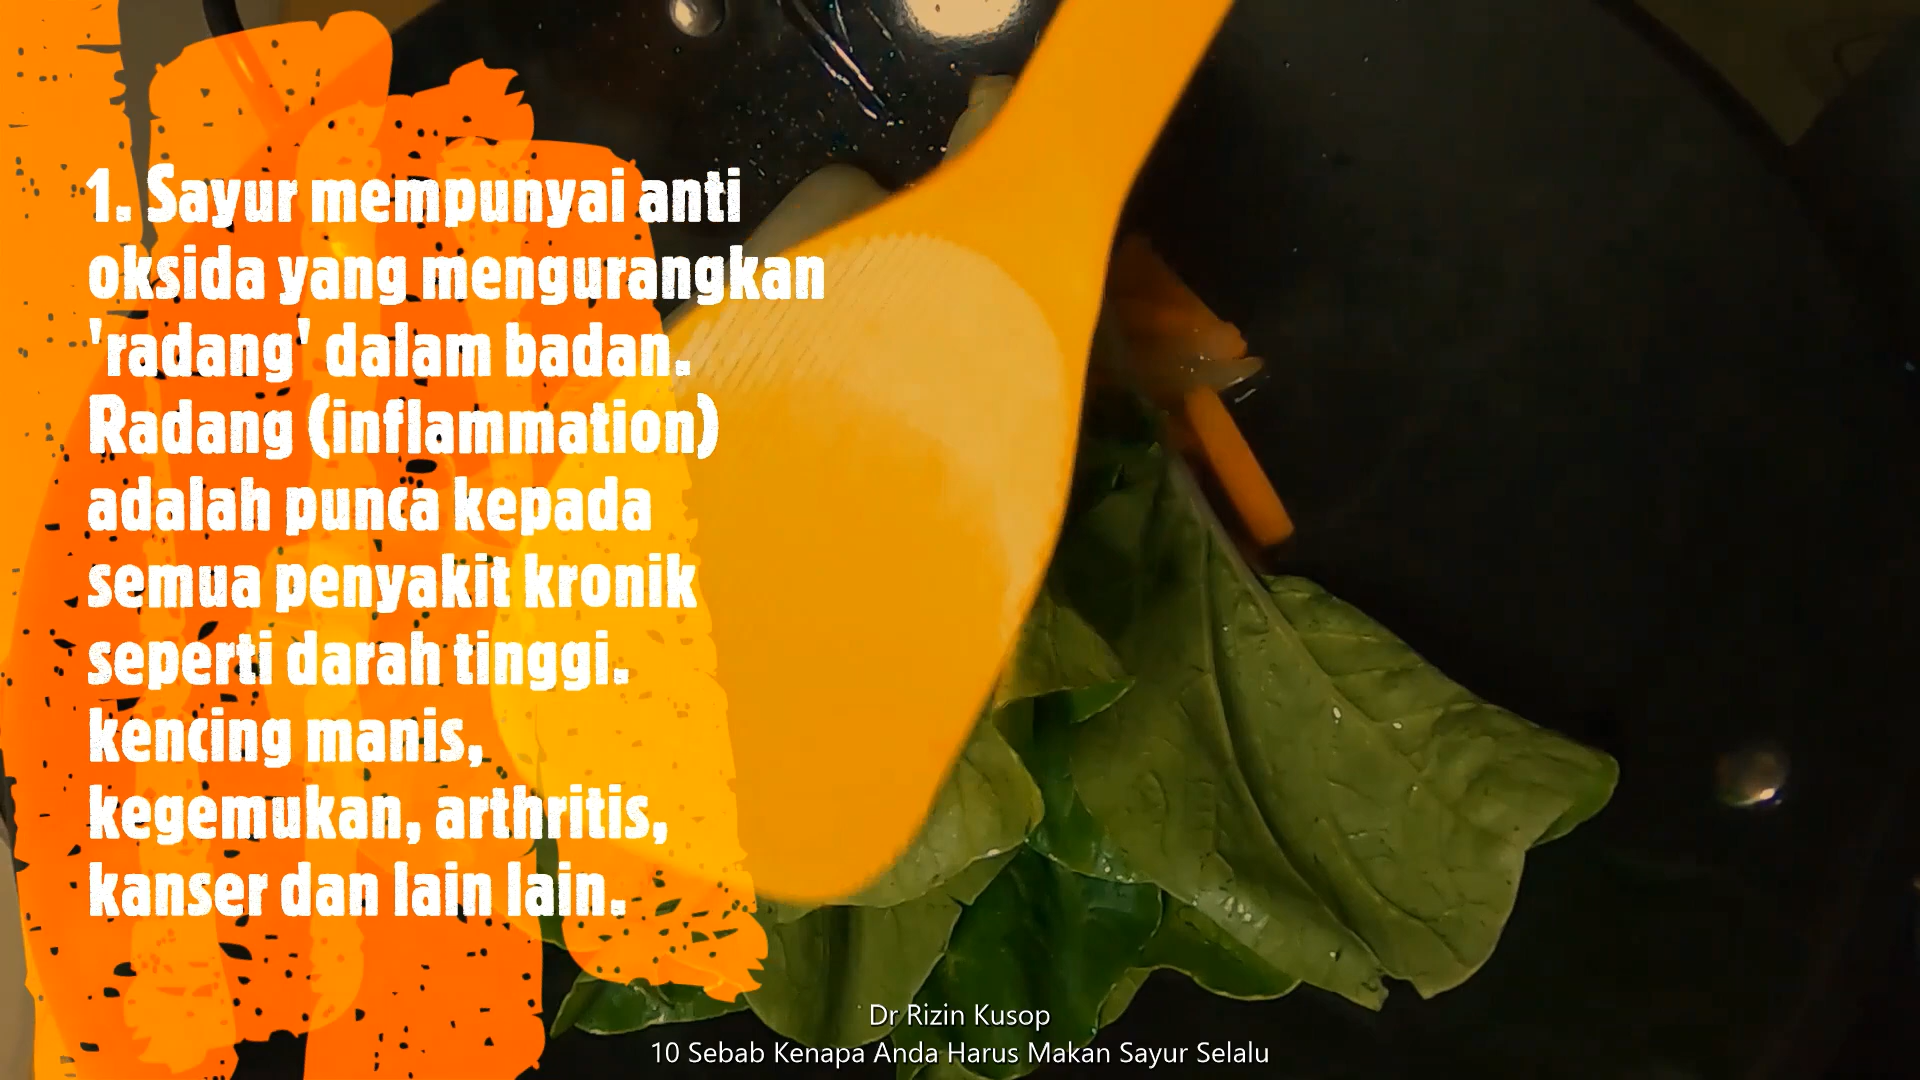 1. Sayur mempunyai anti
oksida yang mengurangkan
'radang' dalam badan.
Radang (inflammation)
adalah punca kepada
semua penyakit kronik
seperti darah tinggi.
kencing manis,
kegemukan, arthritis,
kanser dan lain lain.
Dr Rizin Kusop
10 Sebab Kenapa Anda Harus Makan Sayur Selalu